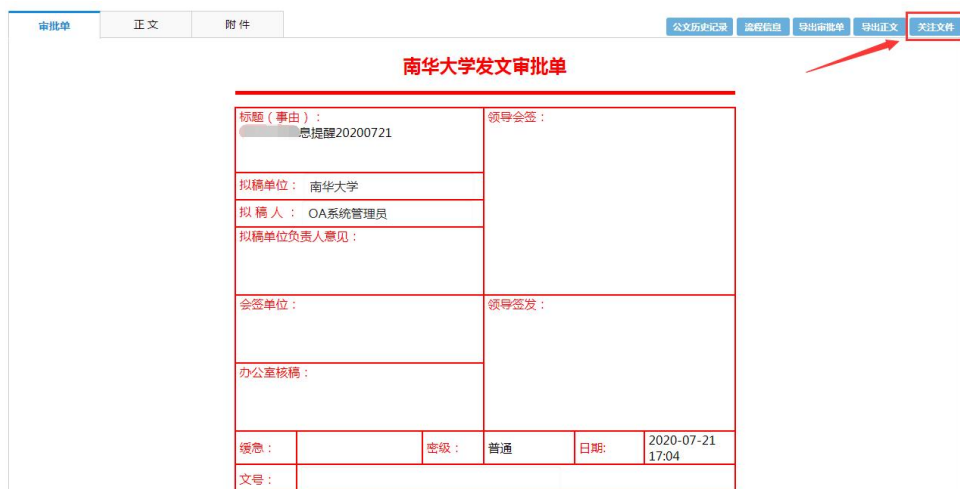 审批单 正文 附件 公文历史记录 流程信息 导出审批单 导出正文 关注文件
南华大学发文审批单
标题（事由）： 领导会签：
息提醒20200721
拟稿单位： 南华大学
拟稿人： OA系统管理员
拟稿单位负责人意见：
会签单位： 领导签发：
办公室核稿：
缓急： 密级： 普通 日期: 2020-07-21
17:04
文号：